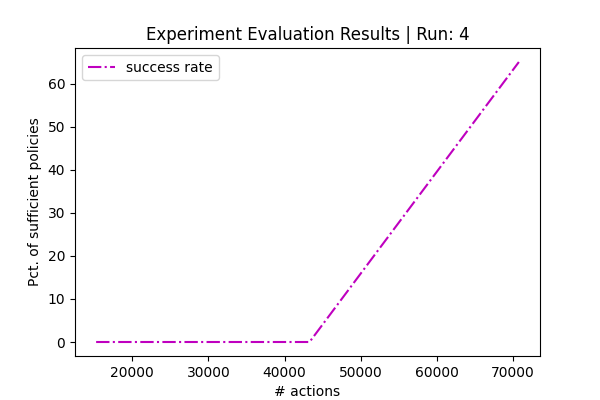 Experiment Evaluation Results | Run: 4
success rate
Pct. of sufficient policies
60
50
40
30
20
10
0
20000 30000 40000 50000 60000 70000
# actions